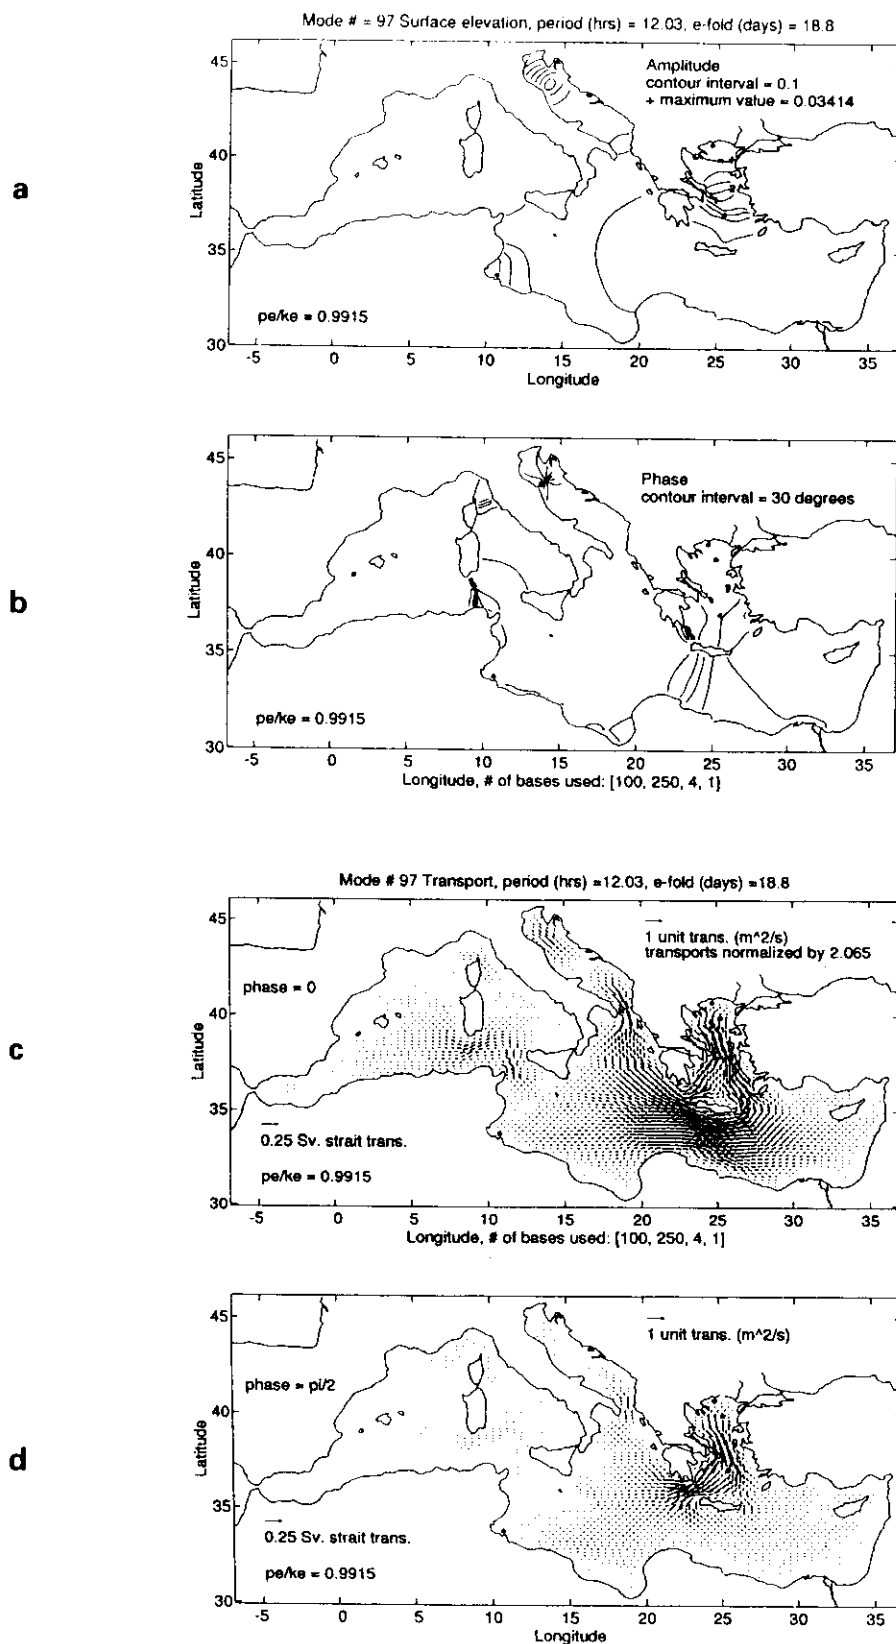 Mode # = 97 Surface elevation, period (hrs) = 12.03, e-fold (days) = 18.8
a
Latitude
45
40
35
30
Amplitude
contour interval = 0.1
+ maximum value = 0.03414
pe/ke = 0.9915
-5 0 5 10 15 20 25 30 35
Longitude
b
Latitude
45
40
35
30
Phase
contour interval = 30 degrees
pe/ke = 0.9915
-5 0 5 10 15 20 25 30 35
Longitude, # of bases used: [100, 250, 4, 1]
Mode # 97 Transport, period (hrs) =12.03, e-fold (days) =18.8
c
Latitude
45
40
35
30
1 unit trans. (m^2/s)
transports normalized by 2.065
phase = 0
0.25 Sv. strait trans.
pe/ke = 0.9915
-5 0 5 10 15 20 25 30 35
Longitude, # of bases used: [100, 250, 4, 1]
d
Latitude
45
40
35
30
1 unit trans. (m^2/s)
phase = pi/2
0.25 Sv. strait trans.
pe/ke = 0.9915
-5 0 5 10 15 20 25 30 35
Longitude